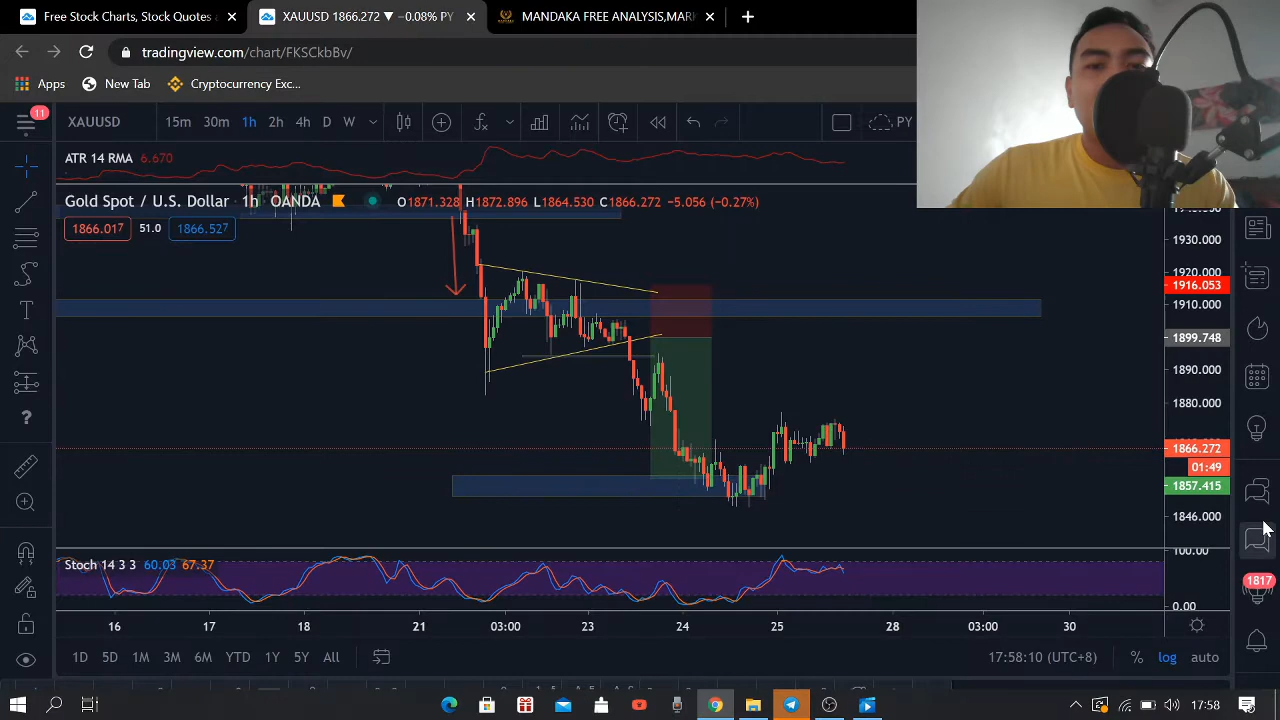 Free Stock Charts, Stock Quotes a
XAUUSD 1866.272 ▼ −0.08% PY
MANDAKA FREE ANALYSIS,MARK
tradingview.com/chart/FKSCkbBv/
Apps
New Tab
Cryptocurrency Exc...
11
XAUUSD
15m 30m 1h 2h 4h D W
PY
ATR 14 RMA 6.670
Gold Spot / U.S. Dollar · 1h · OANDA
O1871.328 H1872.896 L1864.530 C1866.272 −5.056 (−0.27%)
1866.017 51.0 1866.527
1930.000
1920.000
1916.053
1910.000
1899.748
1890.000
1880.000
1866.272
01:49
1857.415
1846.000
100.00
Stoch 14 3 3 60.03 67.37
1817
0.00
16 17 18 21 03:00 23 24 25 28 03:00 30
1D 5D 1M 3M 6M YTD 1Y 5Y All
17:58:10 (UTC+8)
% log auto
17:58